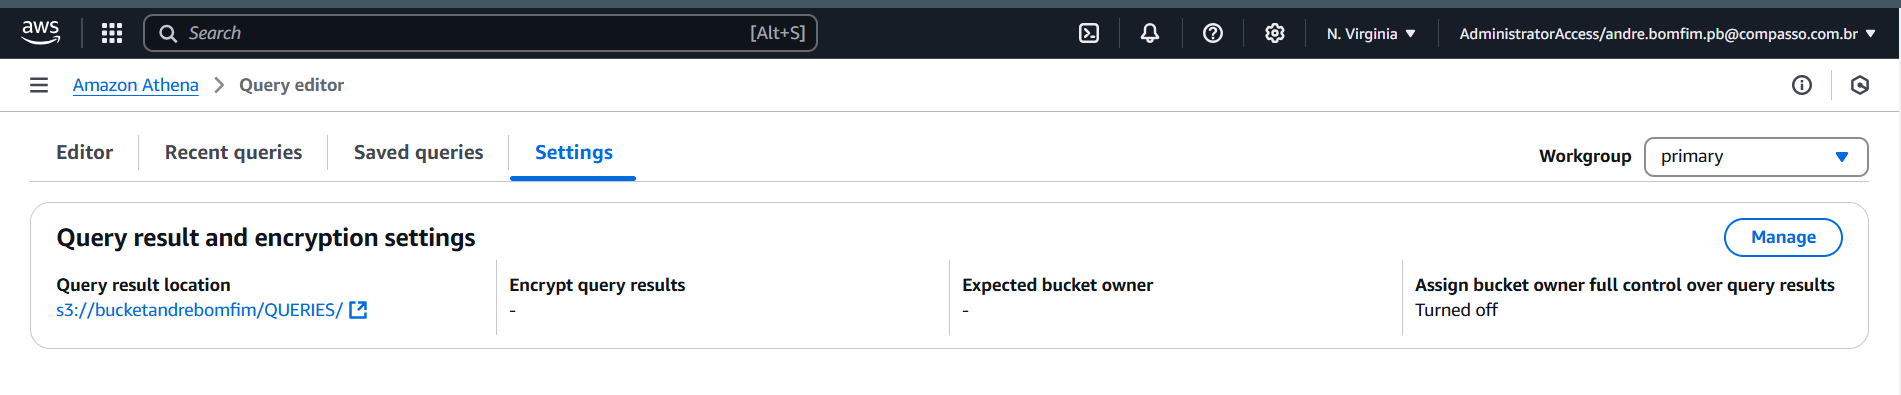 aws Search [Alt+S] N. Virginia AdministratorAccess/andre.bomfim.pb@compasso.com.br
Amazon Athena Query editor
Editor Recent queries Saved queries Settings Workgroup primary
Query result and encryption settings Manage
Query result location Encrypt query results Expected bucket owner Assign bucket owner full control over query results
s3://bucketandrebomfim/QUERIES/ - - Turned off